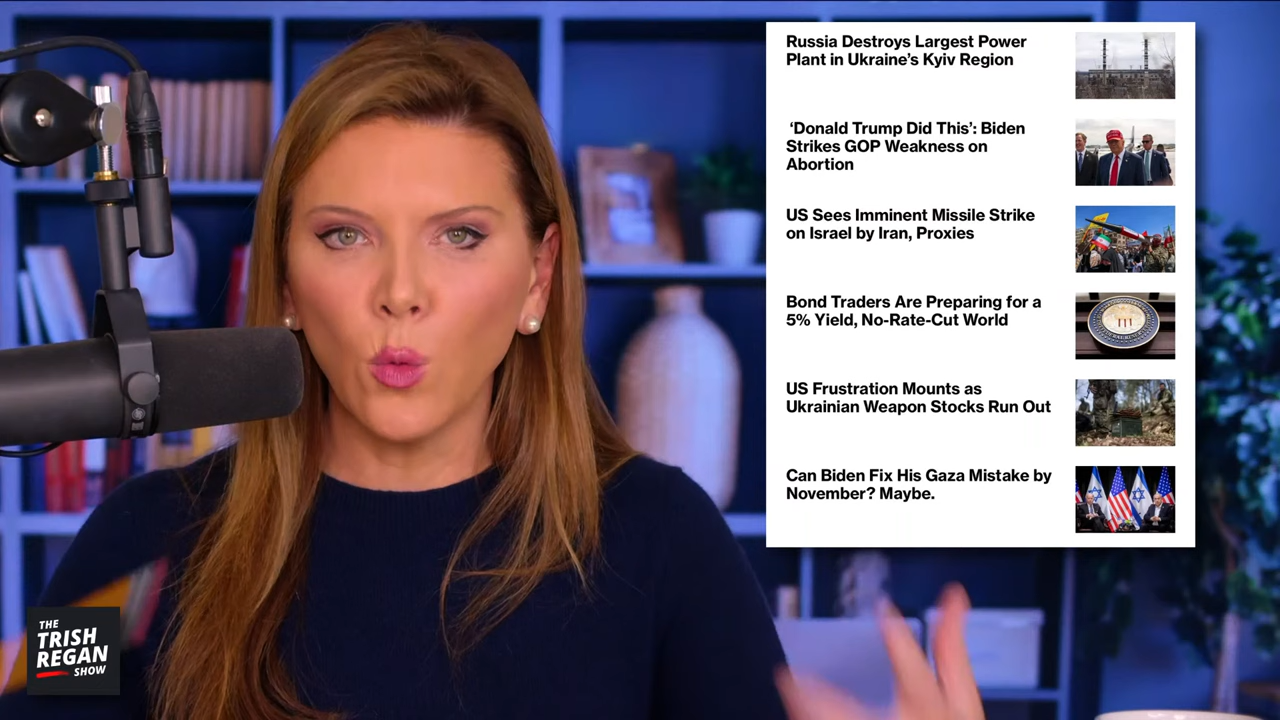 Russia Destroys Largest Power
Plant in Ukraine's Kyiv Region
‘Donald Trump Did This’: Biden
Strikes GOP Weakness on
Abortion
US Sees Imminent Missile Strike
on Israel by Iran, Proxies
Bond Traders Are Preparing for a
5% Yield, No-Rate-Cut World
US Frustration Mounts as
Ukrainian Weapon Stocks Run Out
Can Biden Fix His Gaza Mistake by
November? Maybe.
THE
TRISH
REGAN
SHOW